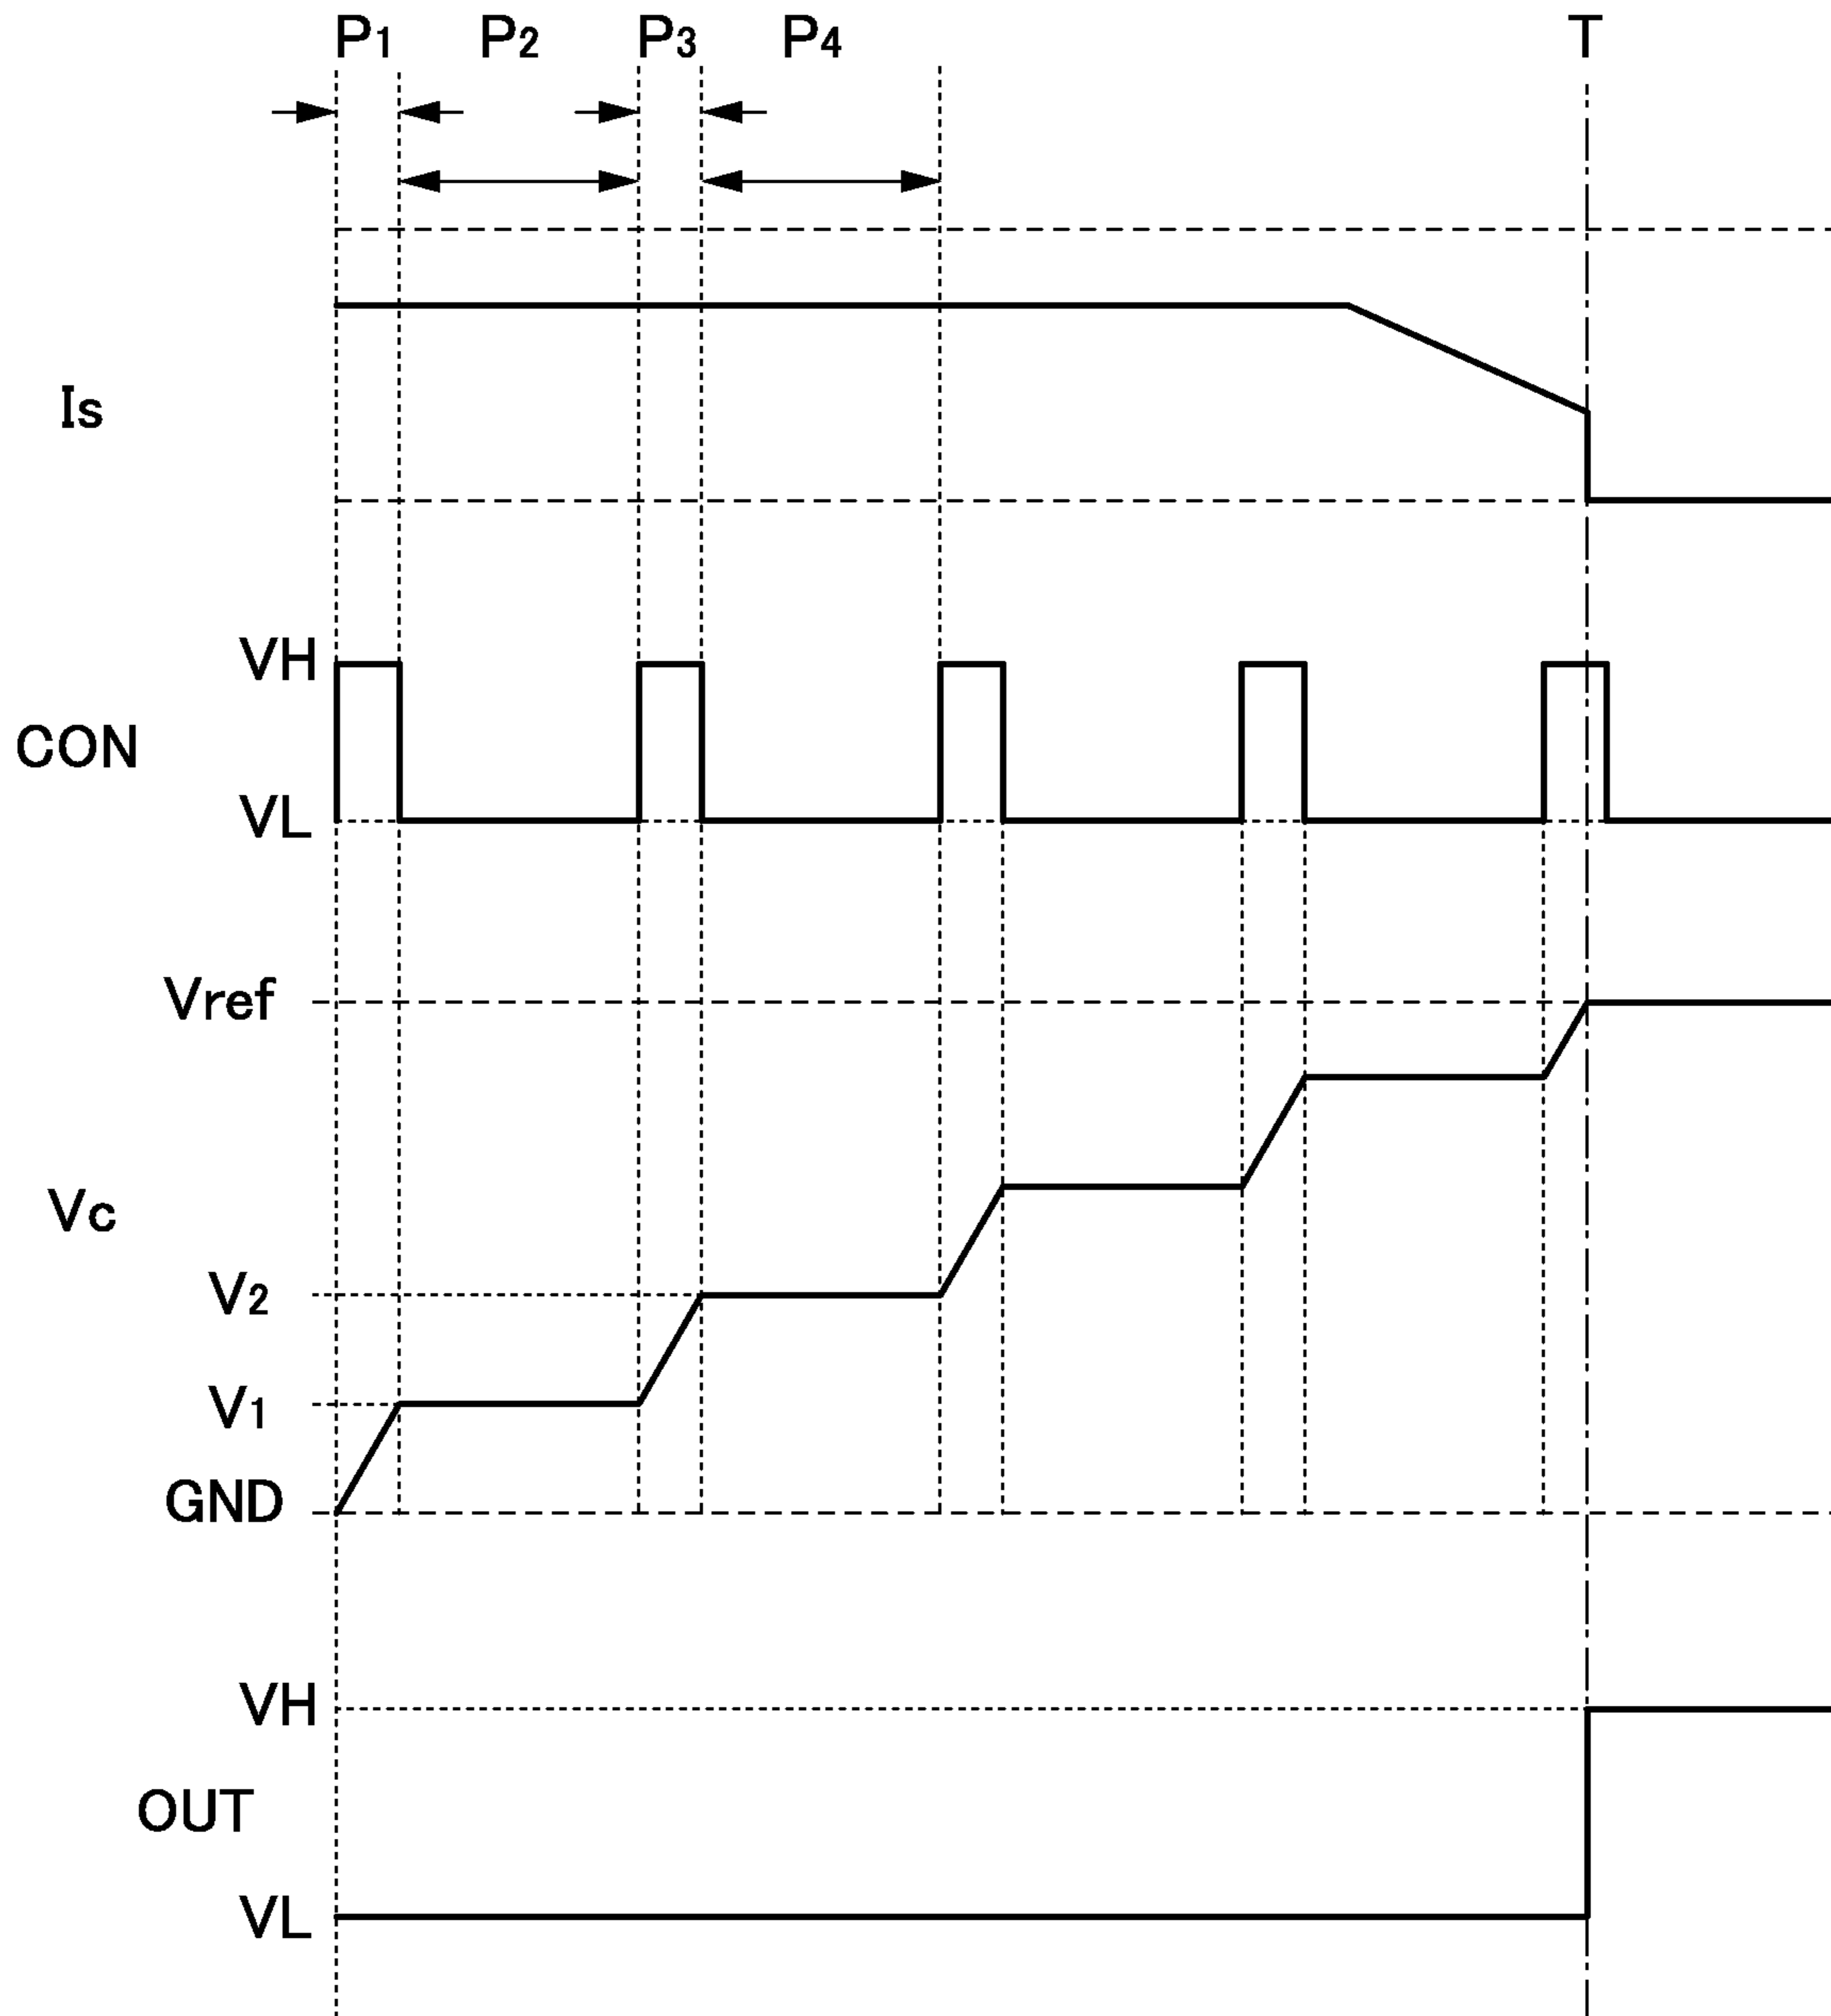 P1 P2 P3 P4 T
Is
VH
CON
VL
Vref
Vc
V2
V1
GND
VH
OUT
VL